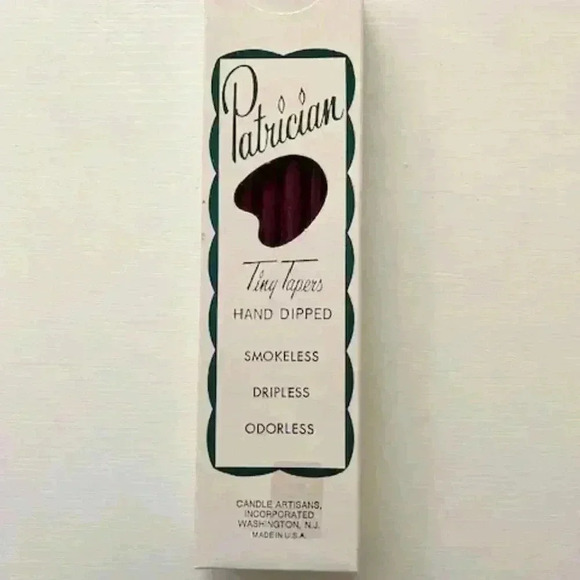 Patrician
Tiny Tapers
HAND DIPPED
SMOKELESS
DRIPLESS
ODORLESS
CANDLE ARTISANS,
INCORPORATED
WASHINGTON, N.J.
MADE IN U.S.A.